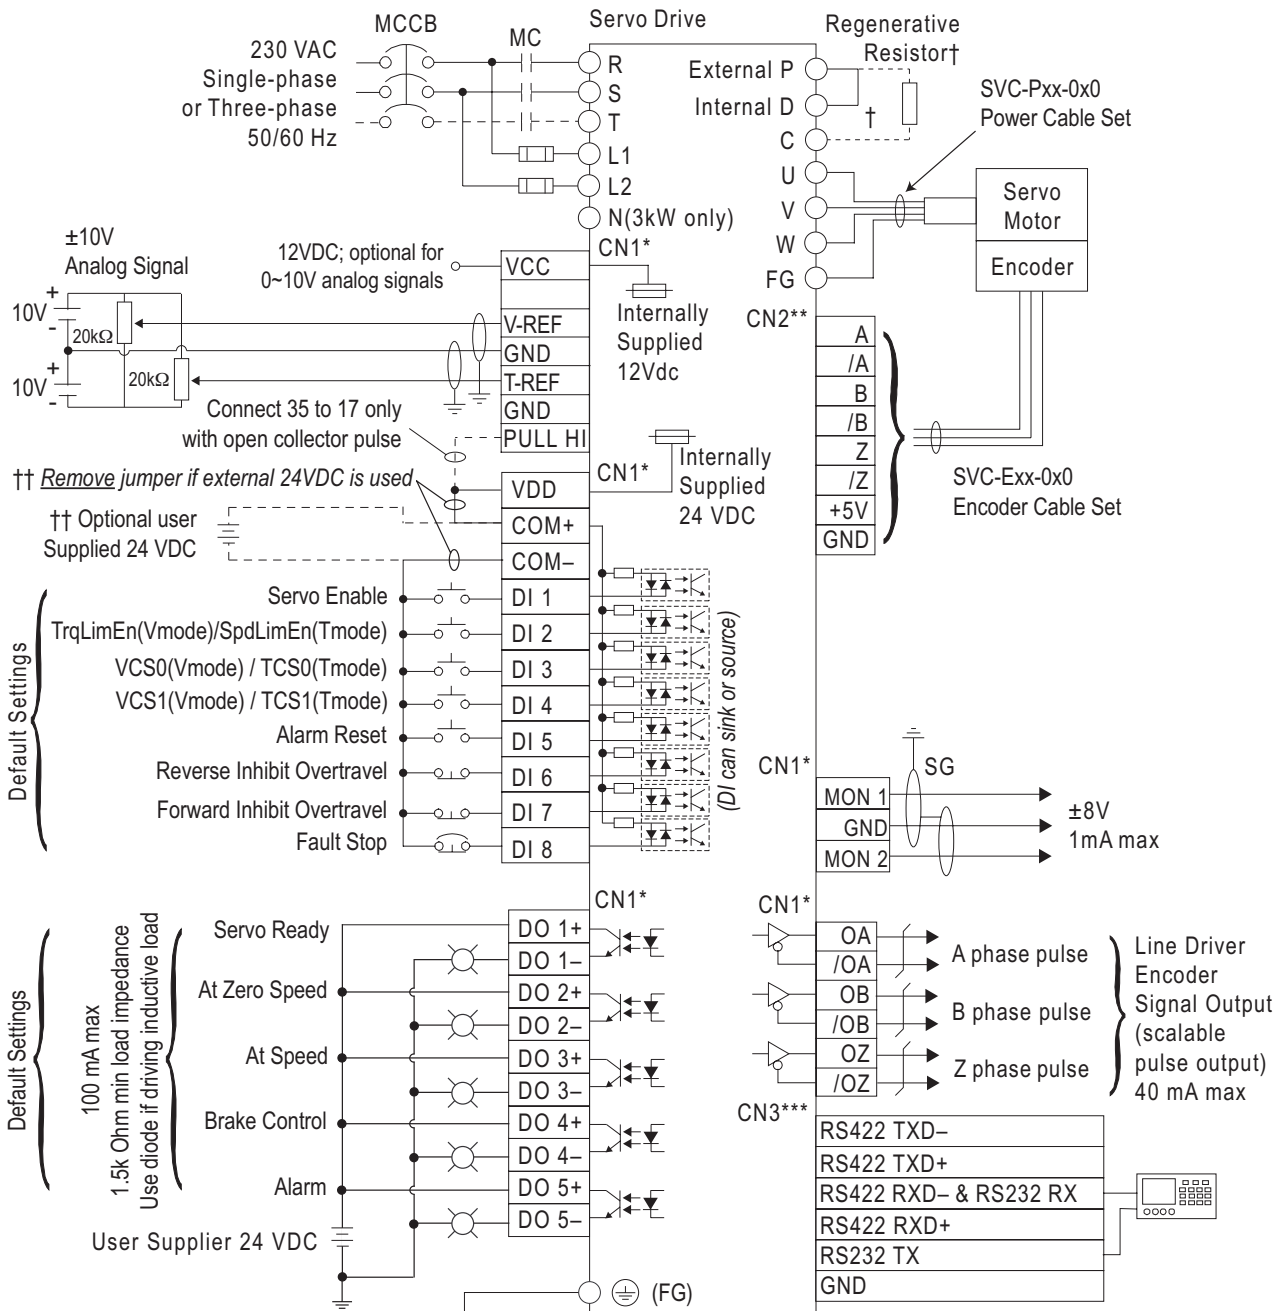 MCCB
Servo Drive
Regenerative
Resistor†
230 VAC
Single-phase
or Three-phase
50/60 Hz
MC
R
S
T
L1
L2
N(3kW only)
External P
Internal D
C
†
U
V
W
FG
SVC-Pxx-0x0
Power Cable Set
Servo
Motor
Encoder
±10V
Analog Signal
12VDC; optional for
0~10V analog signals
CN1*
VCC
V-REF
GND
T-REF
GND
PULL HI
Internally
Supplied
12Vdc
+
10V
-
20kΩ
+
10V
-
20kΩ
Connect 35 to 17 only
with open collector pulse
†† Remove jumper if external 24VDC is used
†† Optional user
Supplied 24 VDC
CN1*
VDD
COM+
COM–
Internally
Supplied
24 VDC
CN2**
A
/A
B
/B
Z
/Z
+5V
GND
SVC-Exx-0x0
Encoder Cable Set
Default Settings
Servo Enable
DI 1
TrqLimEn(Vmode)/SpdLimEn(Tmode)
DI 2
VCS0(Vmode) / TCS0(Tmode)
DI 3
VCS1(Vmode) / TCS1(Tmode)
DI 4
Alarm Reset
DI 5
Reverse Inhibit Overtravel
DI 6
Forward Inhibit Overtravel
DI 7
Fault Stop
DI 8
(DI can sink or source)
CN1*
SG
MON 1
GND
MON 2
±8V
1mA max
Default Settings
100 mA max
1.5k Ohm min load impedance
Use diode if driving inductive load
CN1*
Servo Ready
DO 1+
DO 1–
At Zero Speed
DO 2+
DO 2–
At Speed
DO 3+
DO 3–
Brake Control
DO 4+
DO 4–
Alarm
DO 5+
DO 5–
User Supplier 24 VDC
(FG)
CN1*
OA
/OA
A phase pulse
OB
/OB
B phase pulse
OZ
/OZ
Z phase pulse
Line Driver
Encoder
Signal Output
(scalable
pulse output)
40 mA max
CN3***
RS422 TXD–
RS422 TXD+
RS422 RXD– & RS232 RX
RS422 RXD+
RS232 TX
GND